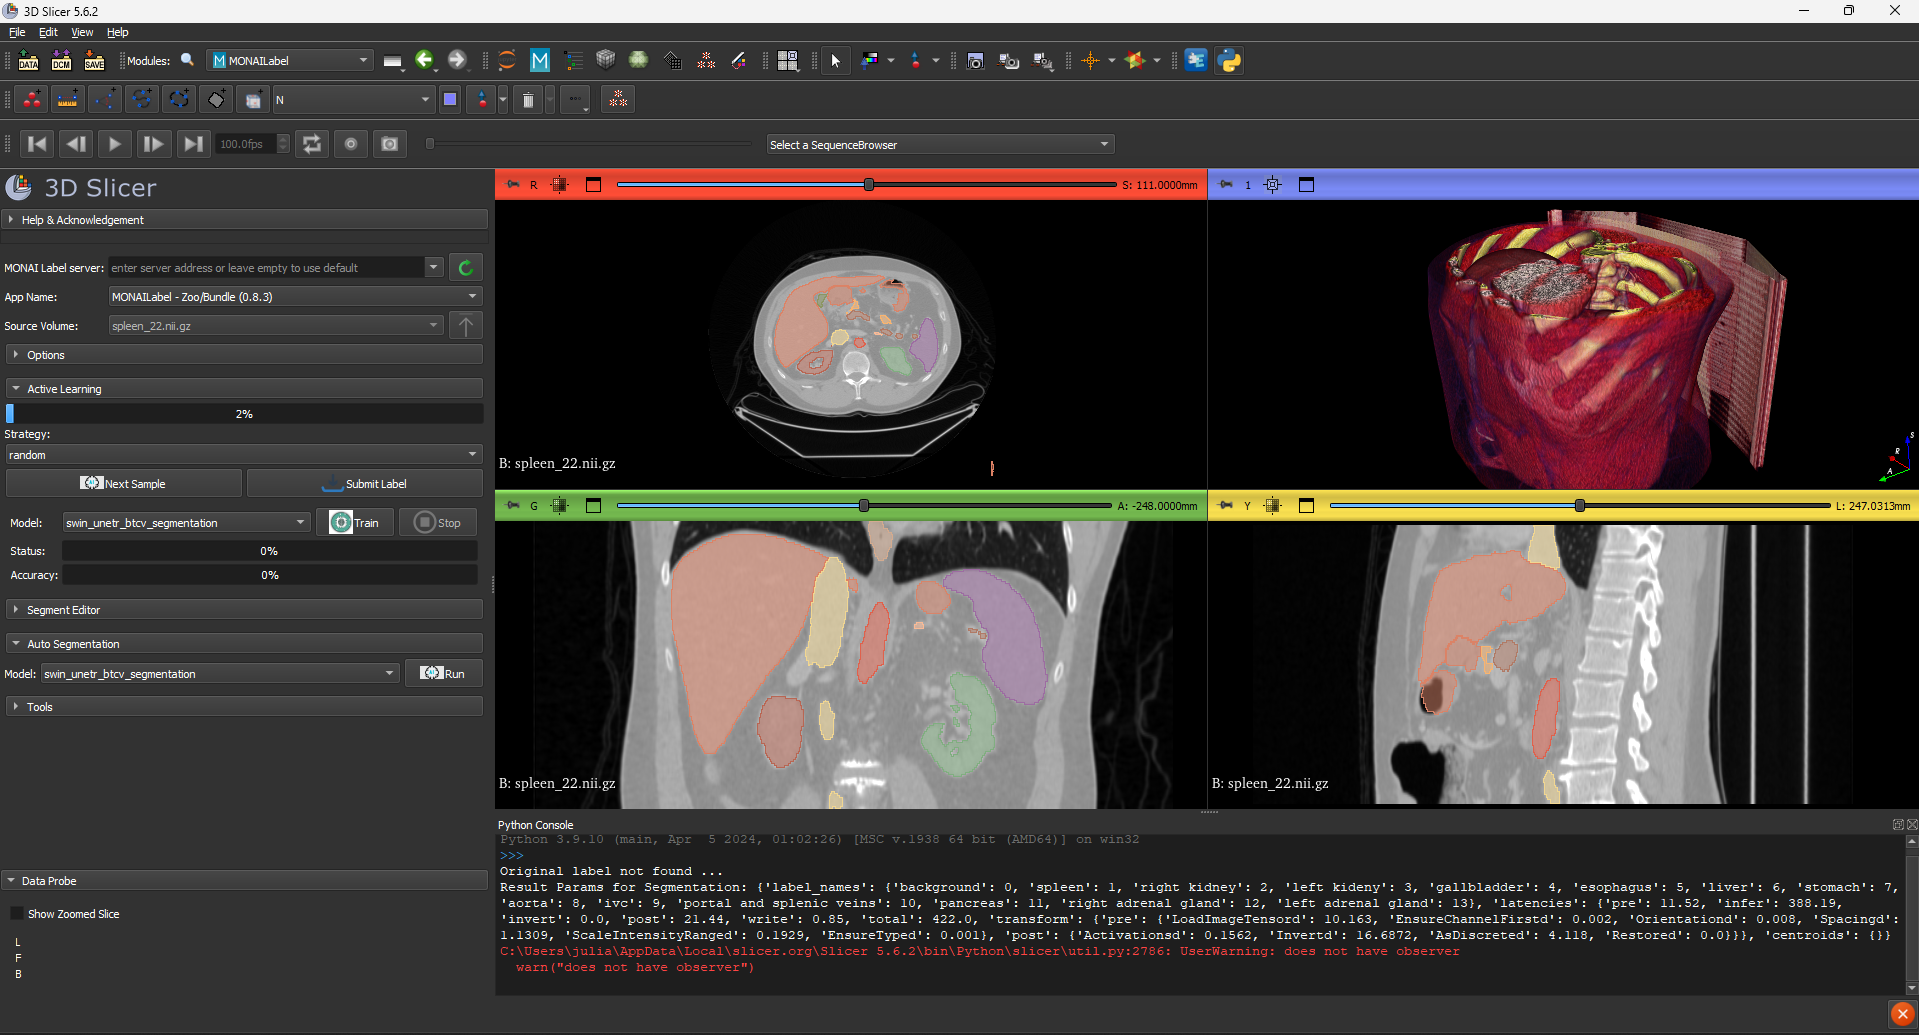 3D Slicer 5.6.2
File Edit View Help
DATA DCM SAVE Modules: M MONAILabel M
N
100.0fps Select a SequenceBrowser
3D Slicer
Help & Acknowledgement
MONAI Label server: enter server address or leave empty to use default
App Name: MONAILabel - Zoo/Bundle (0.8.3)
Source Volume: spleen_22.nii.gz
Options
Active Learning
2%
Strategy:
random
Next Sample Submit Label
Model: swin_unetr_btcv_segmentation Train Stop
Status: 0%
Accuracy: 0%
Segment Editor
Auto Segmentation
Model: swin_unetr_btcv_segmentation Run
Tools
Data Probe
Show Zoomed Slice
L
F
B
R S: 111.0000mm
B: spleen_22.nii.gz
1
S
R
A
G A: -248.0000mm
B: spleen_22.nii.gz
Y L: 247.0313mm
B: spleen_22.nii.gz
Python Console
Python 3.9.10 (main, Apr 5 2024, 01:02:26) [MSC v.1938 64 bit (AMD64)] on win32
>>>
Original label not found ...
Result Params for Segmentation: {'label_names': {'background': 0, 'spleen': 1, 'right kidney': 2, 'left kideny': 3, 'gallbladder': 4, 'esophagus': 5, 'liver': 6, 'stomach': 7,
'aorta': 8, 'ivc': 9, 'portal and splenic veins': 10, 'pancreas': 11, 'right adrenal gland': 12, 'left adrenal gland': 13}, 'latencies': {'pre': 11.52, 'infer': 388.19,
'invert': 0.0, 'post': 21.44, 'write': 0.85, 'total': 422.0, 'transform': {'pre': {'LoadImageTensord': 10.163, 'EnsureChannelFirstd': 0.002, 'Orientationd': 0.008, 'Spacingd':
1.1309, 'ScaleIntensityRanged': 0.1929, 'EnsureTyped': 0.001}, 'post': {'Activationsd': 0.1562, 'Invertd': 16.6872, 'AsDiscreted': 4.118, 'Restored': 0.0}}}, 'centroids': {}}
C:\Users\julia\AppData\Local\slicer.org\Slicer 5.6.2\bin\Python\slicer\util.py:2786: UserWarning: does not have observer
warn("does not have observer")